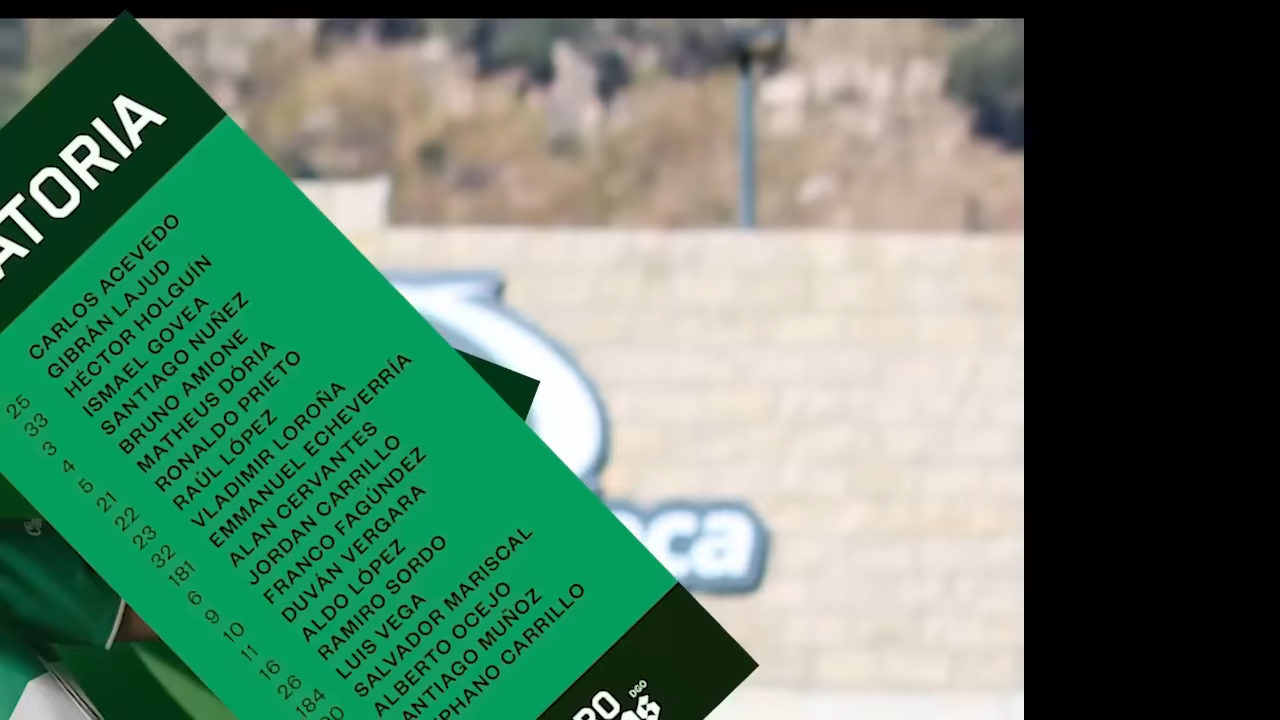 ATORIA
CARLOS ACEVEDO
25 GIBRÁN LAJUD
33 HÉCTOR HOLGUÍN
3 ISMAEL GOVEA
4 SANTIAGO NUÑEZ
5 BRUNO AMIONE
21 MATHEUS DÓRIA
22 RONALDO PRIETO
23 RAÚL LÓPEZ
32 VLADIMIR LOROÑA
181 EMMANUEL ECHEVERRÍA
6 ALAN CERVANTES
9 JORDAN CARRILLO
10 FRANCO FAGÚNDEZ
11 DUVÁN VERGARA
16 ALDO LÓPEZ
26 RAMIRO SORDO
184 LUIS VEGA
SALVADOR MARISCAL
ALBERTO OCEJO
ANTIAGO MUÑOZ
PHANO CARRILLO
DGO
ca